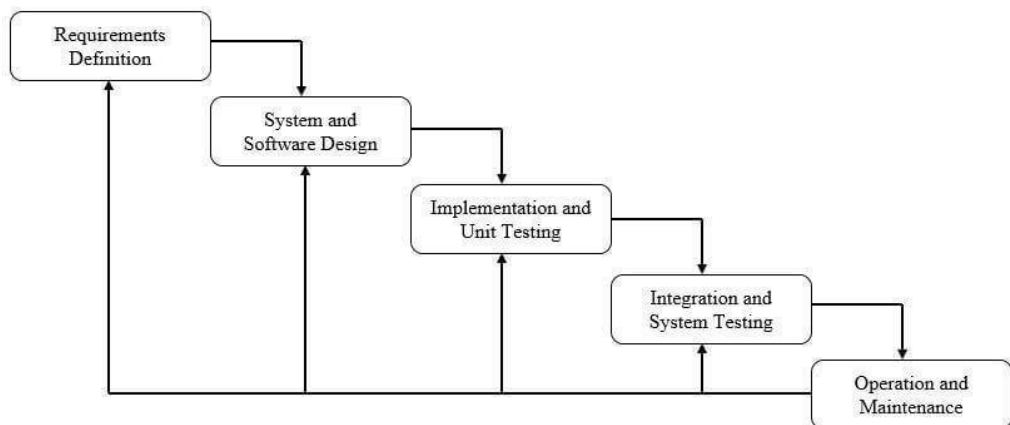 Requirements
Definition
System and
Software Design
Implementation and
Unit Testing
Integration and
System Testing
Operation and
Maintenance